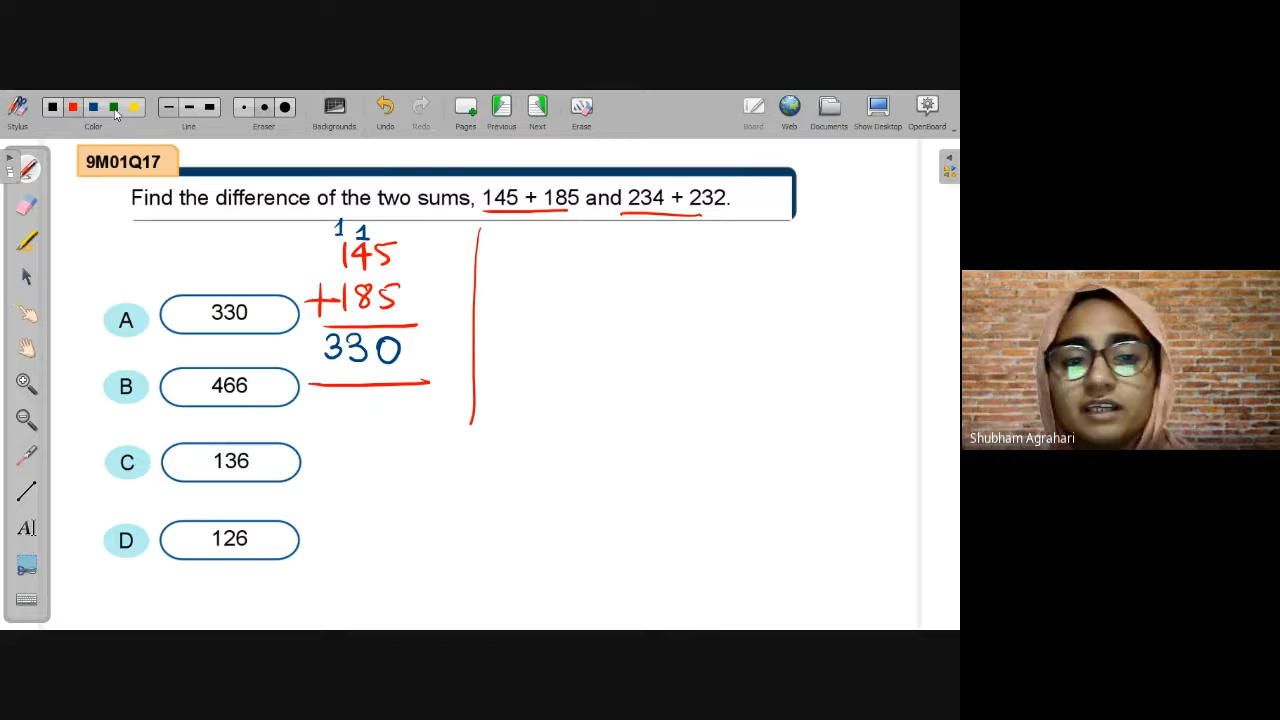 Stylus
Color
Line
Eraser
Backgrounds
Undo
Redo
Pages
Previous
Next
Erase
Board
Web
Documents
Show Desktop
OpenBoard
9M01Q17
Find the difference of the two sums, 145 + 185 and 234 + 232.
1 1
145
+185
330
A 330
B 466
C 136
D 126
A
Shubham Agrahari